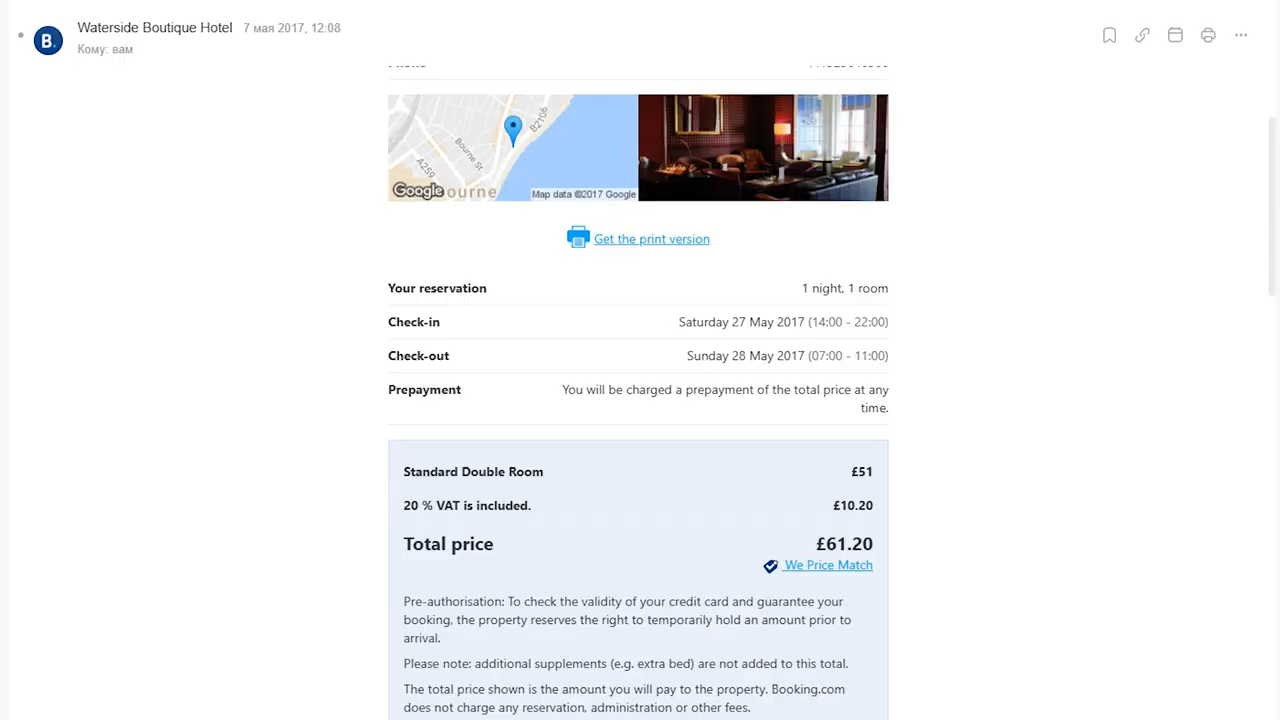 B.
Waterside Boutique Hotel 7 мая 2017, 12:08
Кому: вам
B2106
Bourne St
A259
Google
ourne
Map data ©2017 Google
Get the print version
Your reservation 1 night, 1 room
Check-in Saturday 27 May 2017 (14:00 - 22:00)
Check-out Sunday 28 May 2017 (07:00 - 11:00)
Prepayment You will be charged a prepayment of the total price at any
time.
Standard Double Room £51
20 % VAT is included. £10.20
Total price £61.20
We Price Match
Pre-authorisation: To check the validity of your credit card and guarantee your
booking, the property reserves the right to temporarily hold an amount prior to
arrival.
Please note: additional supplements (e.g. extra bed) are not added to this total.
The total price shown is the amount you will pay to the property. Booking.com
does not charge any reservation, administration or other fees.